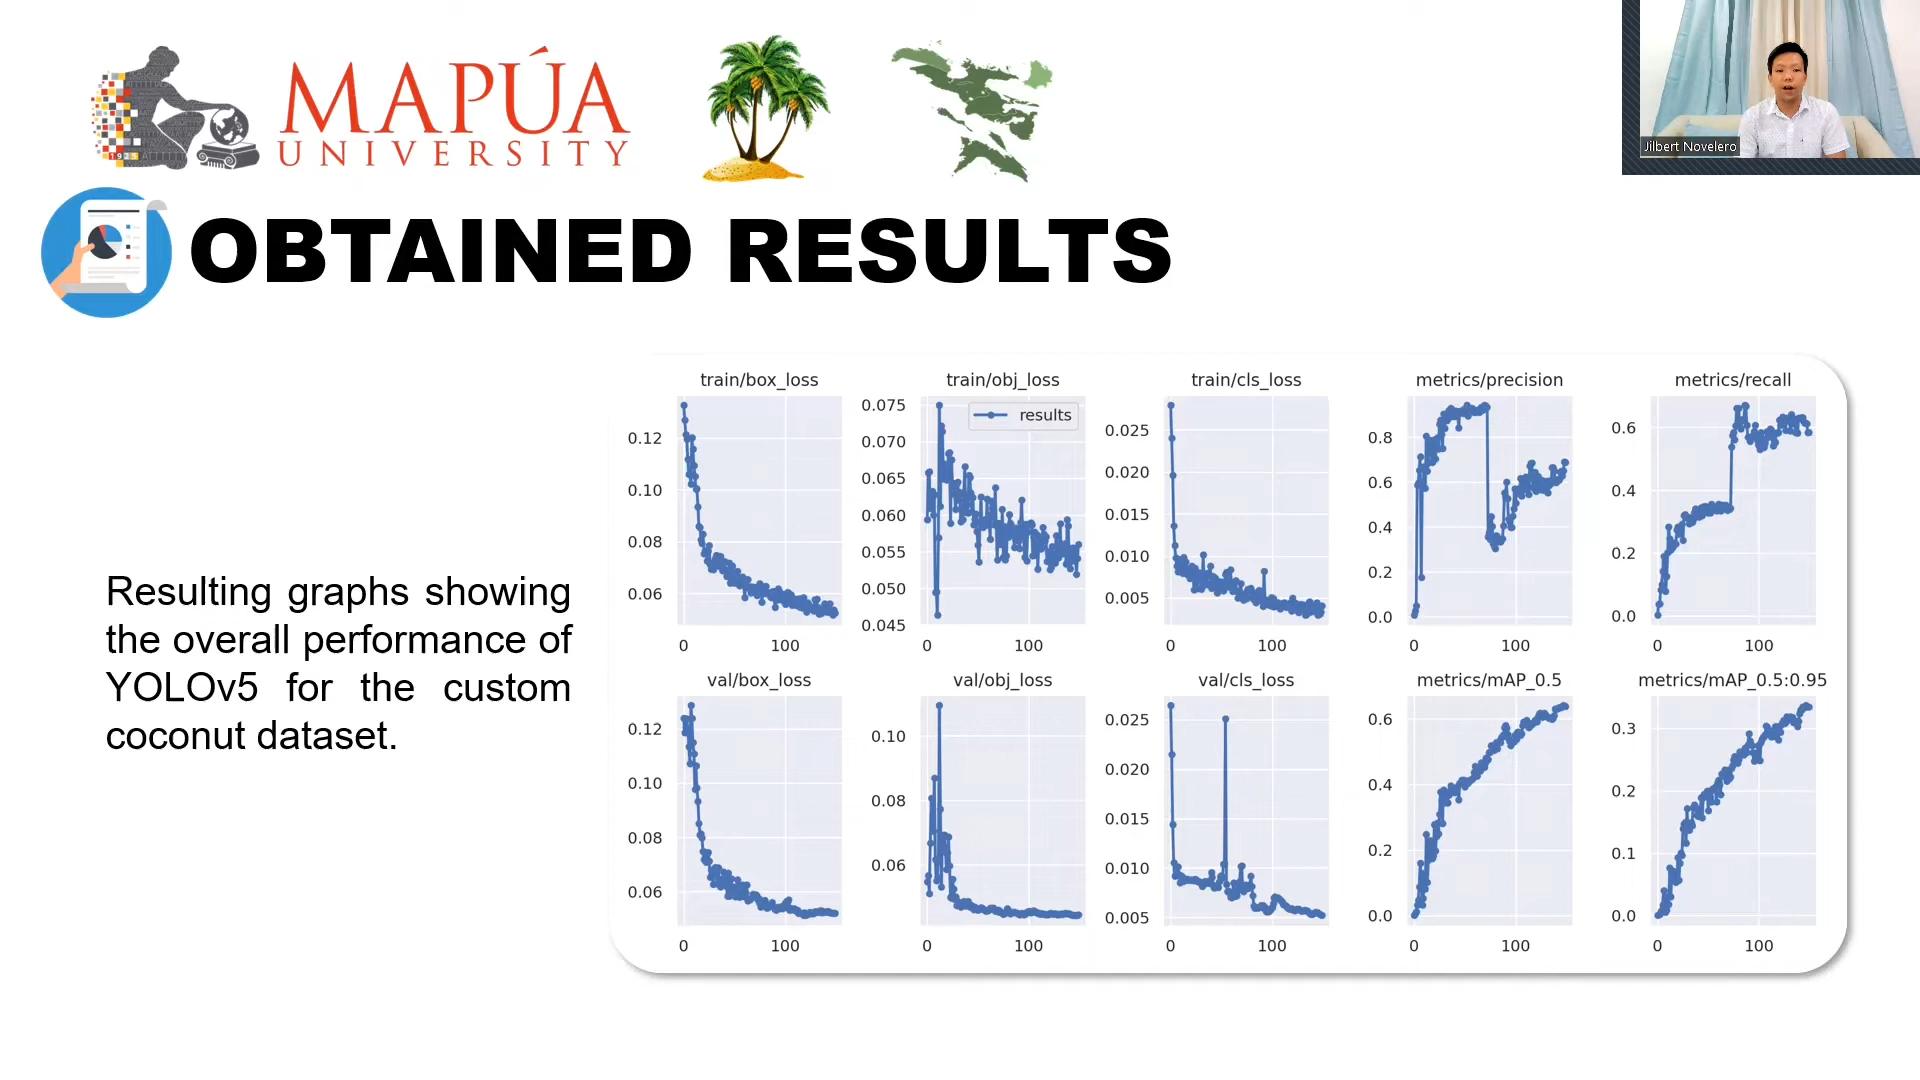 MAPÚA
UNIVERSITY
1925
Jilbert Novelero
OBTAINED RESULTS
Resulting graphs showing
the overall performance of
YOLOv5 for the custom
coconut dataset.
train/box_loss
0.12
0.10
0.08
0.06
0 100
train/obj_loss
results
0.075
0.070
0.065
0.060
0.055
0.050
0.045
0 100
train/cls_loss
0.025
0.020
0.015
0.010
0.005
0 100
metrics/precision
0.8
0.6
0.4
0.2
0.0
0 100
metrics/recall
0.6
0.4
0.2
0.0
0 100
val/box_loss
0.12
0.10
0.08
0.06
0 100
val/obj_loss
0.10
0.08
0.06
0 100
val/cls_loss
0.025
0.020
0.015
0.010
0.005
0 100
metrics/mAP_0.5
0.6
0.4
0.2
0.0
0 100
metrics/mAP_0.5:0.95
0.3
0.2
0.1
0.0
0 100